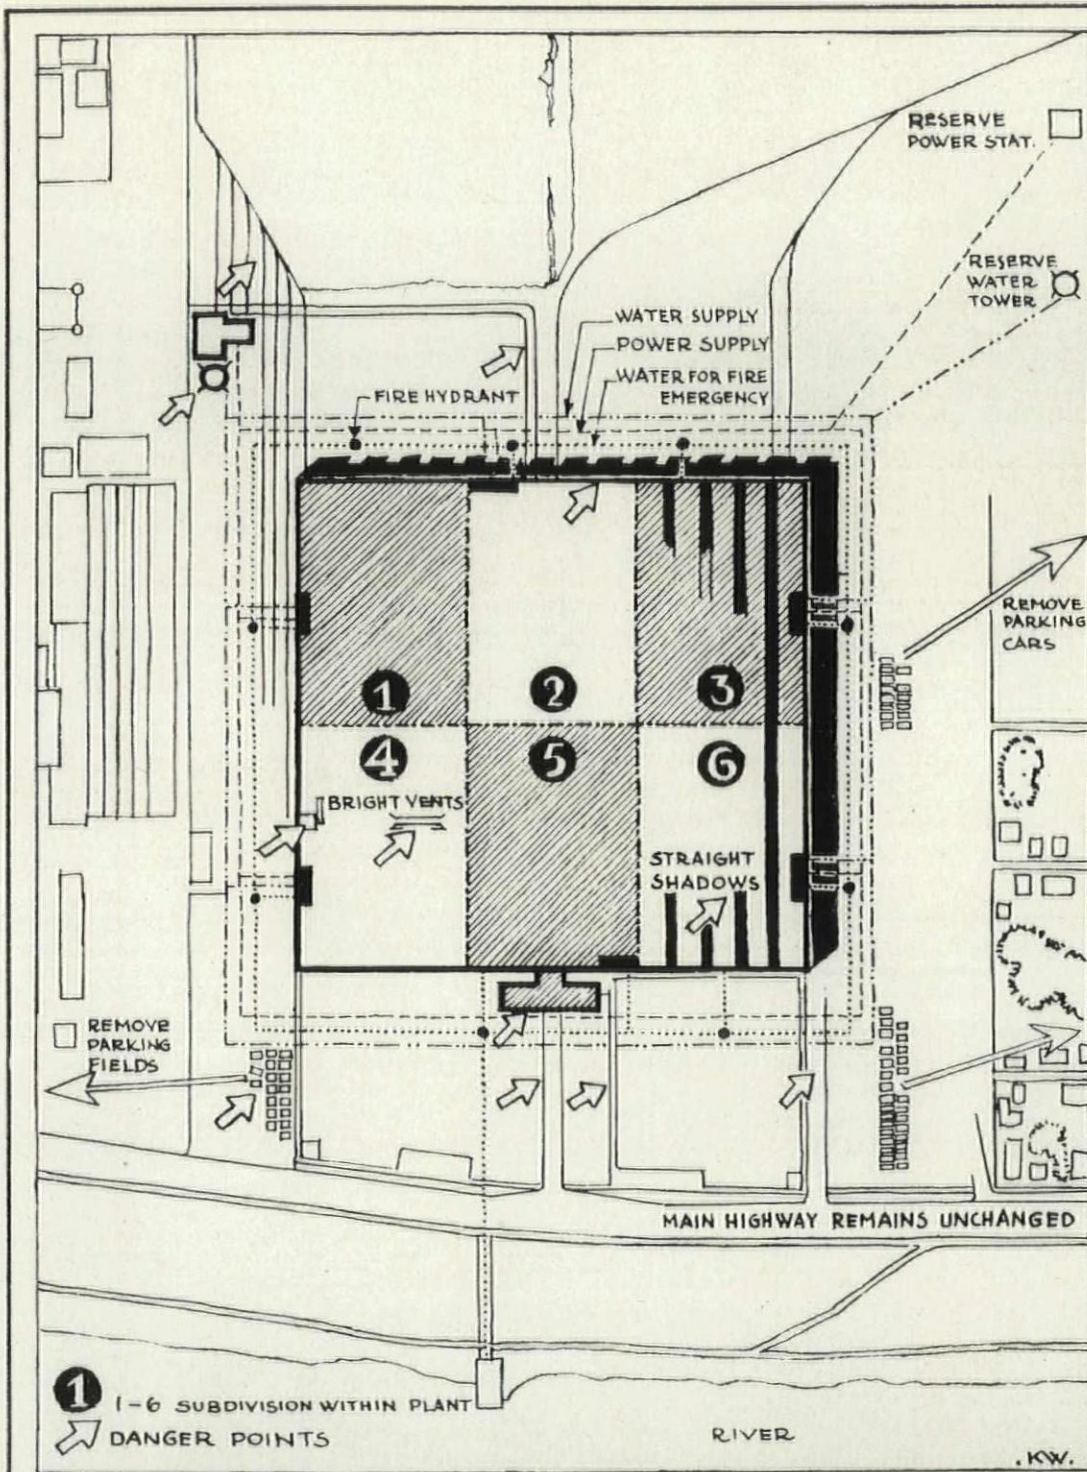 RESERVE
POWER STAT.
RESERVE
WATER
TOWER
WATER SUPPLY
POWER SUPPLY
WATER FOR FIRE
EMERGENCY
FIRE HYDRANT
REMOVE
PARKING
CARS
1
2
3
4
5
6
BRIGHT VENTS
STRAIGHT
SHADOWS
REMOVE
PARKING
FIELDS
MAIN HIGHWAY REMAINS UNCHANGED
1 1-6 SUBDIVISION WITHIN PLANT
DANGER POINTS
RIVER
.KW.